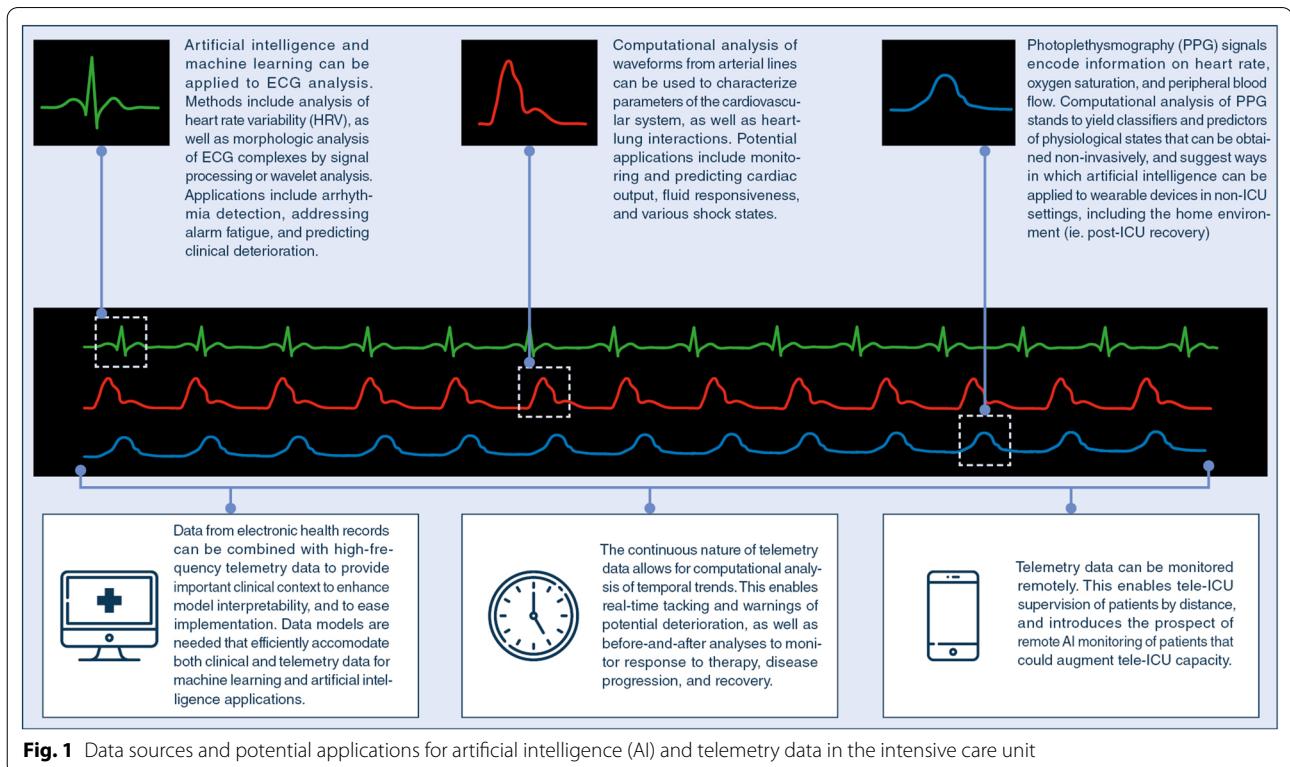 Artificial intelligence and
machine learning can be
applied to ECG analysis.
Methods include analysis of
heart rate variability (HRV), as
well as morphologic analysis
of ECG complexes by signal
processing or wavelet analysis.
Applications include arrhyth-
mia detection, addressing
alarm fatigue, and predicting
clinical deterioration.
Computational analysis of
waveforms from arterial lines
can be used to characterize
parameters of the cardiovascu-
lar system, as well as heart-
lung interactions. Potential
applications include monito-
ring and predicting cardiac
output, fluid responsiveness,
and various shock states.
Photoplethysmography (PPG) signals
encode information on heart rate,
oxygen saturation, and peripheral blood
flow. Computational analysis of PPG
stands to yield classifiers and predictors
of physiological states that can be obtai-
ned non-invasively, and suggest ways
in which artificial intelligence can be
applied to wearable devices in non-ICU
settings, including the home environ-
ment (ie. post-ICU recovery)
Data from electronic health records
can be combined with high-fre-
quency telemetry data to provide
important clinical context to enhance
model interpretability, and to ease
implementation. Data models are
needed that efficiently accomodate
both clinical and telemetry data for
machine learning and artificial intel-
ligence applications.
The continuous nature of telemetry
data allows for computational analy-
sis of temporal trends. This enables
real-time tacking and warnings of
potential deterioration, as well as
before-and-after analyses to moni-
tor response to therapy, disease
progression, and recovery.
Telemetry data can be monitored
remotely. This enables tele-ICU
supervision of patients by distance,
and introduces the prospect of
remote AI monitoring of patients that
could augment tele-ICU capacity.
Fig. 1 Data sources and potential applications for artificial intelligence (AI) and telemetry data in the intensive care unit